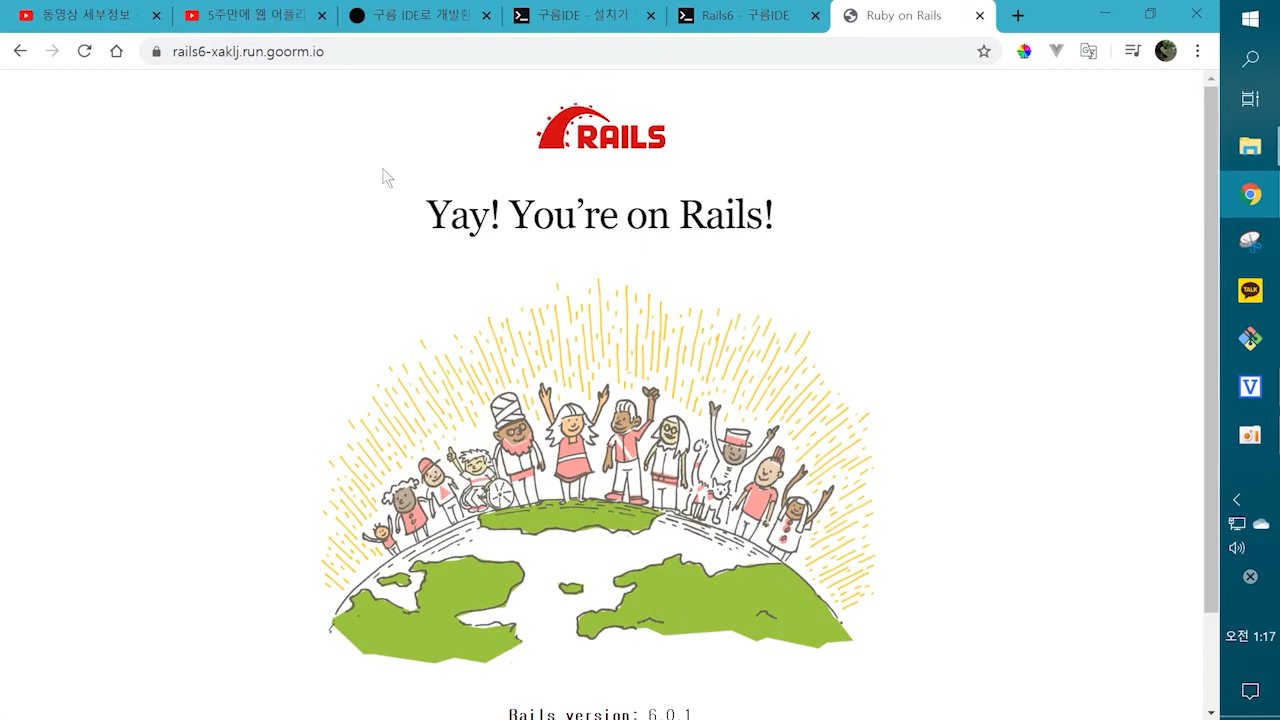 동영상 세부정보 -
5주만에 웹 어플리
구름 IDE로 개발환
구름IDE - 설치가
Rails6 - 구름IDE
Ruby on Rails
rails6-xaklj.run.goorm.io
RAILS
Yay! You’re on Rails!
Rails version: 6.0.1
TALK
V
오전 1:17